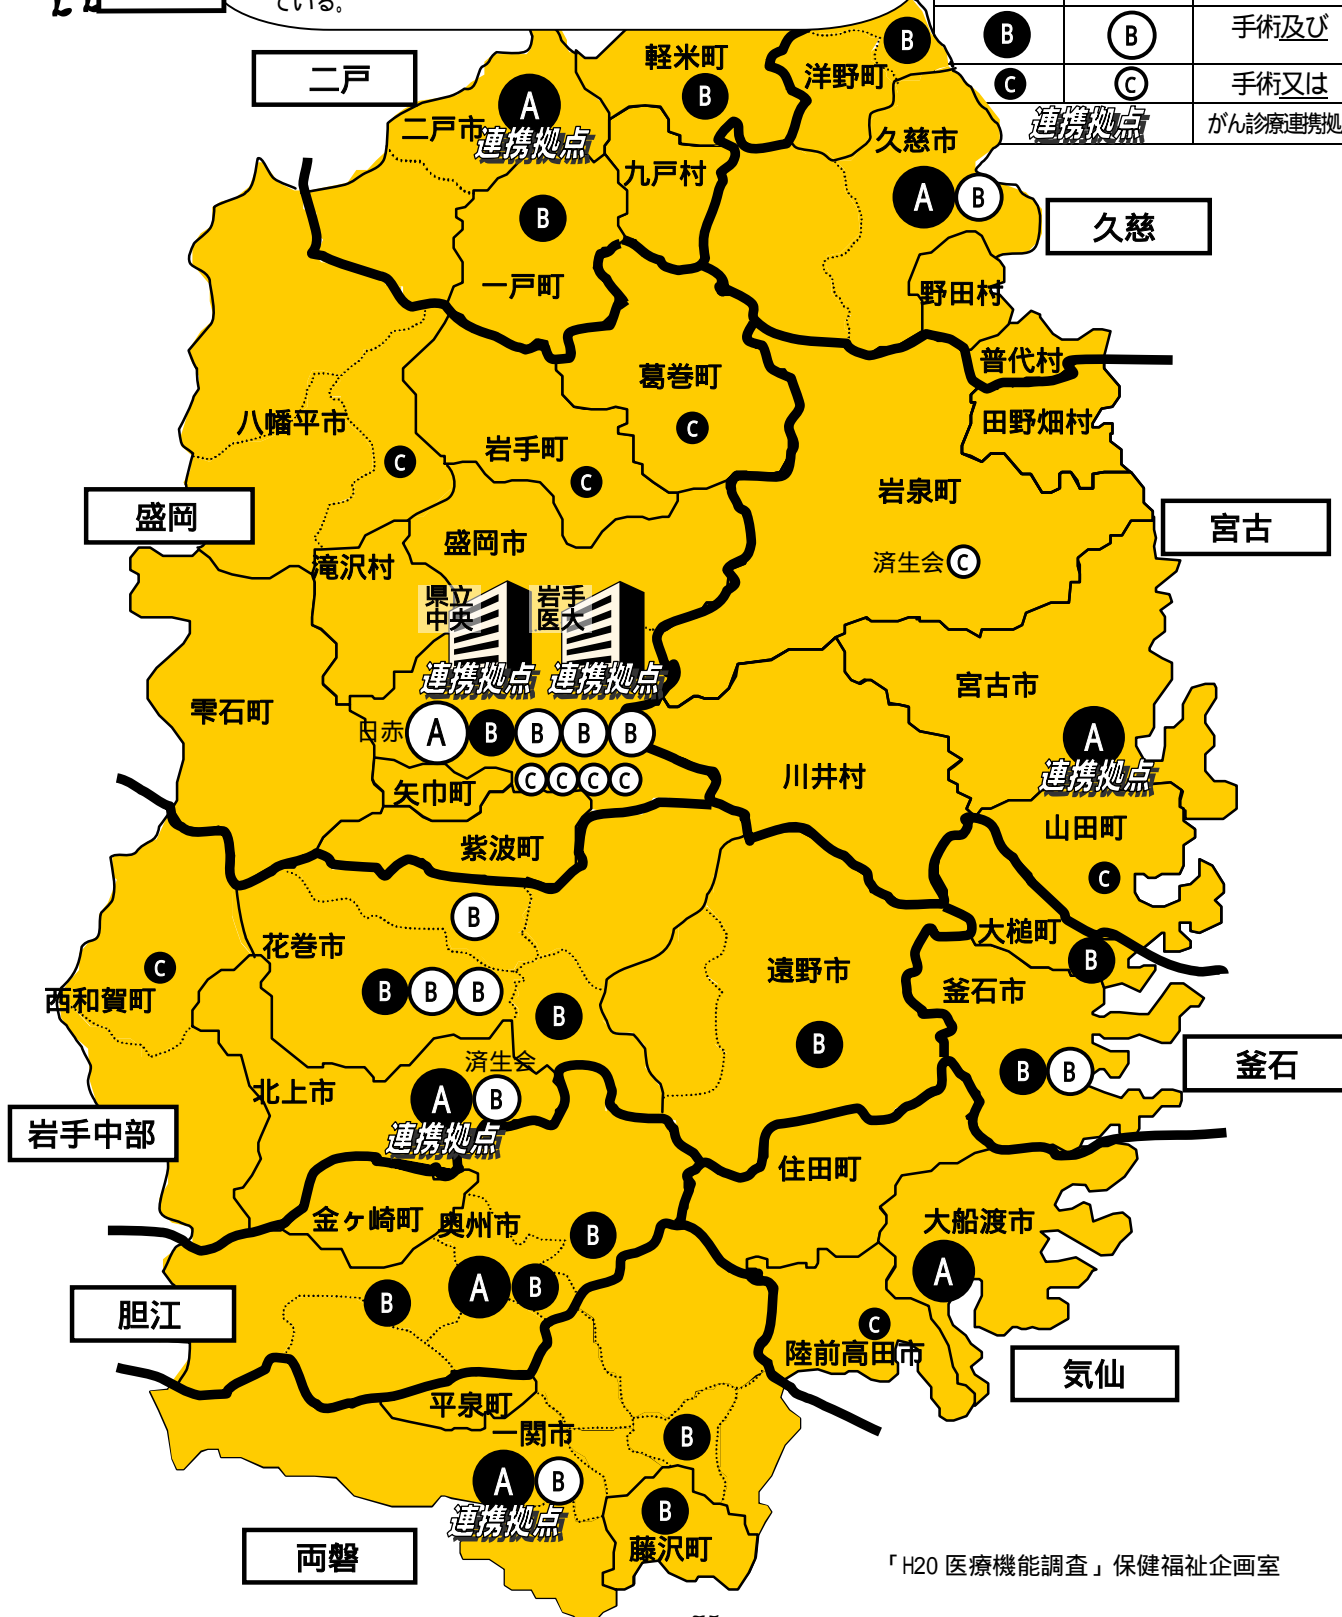 ている。
B B 手術及び
C C 手術又は
連携拠点 がん診療連携拠
二戸
軽米町
B
洋野町
B
A
二戸市
連携拠点
久慈市
九戸村
A B
久慈
B
一戸町
野田村
普代村
葛巻町
C
田野畑村
八幡平市
C
岩手町
C
岩泉町
盛岡
宮古
盛岡市
済生会 C
滝沢村
県立
中央
岩手
医大
連携拠点 連携拠点
宮古市
雫石町
日赤 A B B B B
A
連携拠点
矢巾町
C C C C
川井村
山田町
C
紫波町
B
花巻市
大槌町
B
C
西和賀町
B B B
B
遠野市
B
釜石市
B B
釜石
済生会
北上市
A B
連携拠点
岩手中部
住田町
金ヶ崎町
奥州市
B
大船渡市
A
A B
B
胆江
C
陸前高田市
気仙
平泉町
一関市
B
A B
連携拠点
B
藤沢町
両磐
「H20 医療機能調査」保健福祉企画室